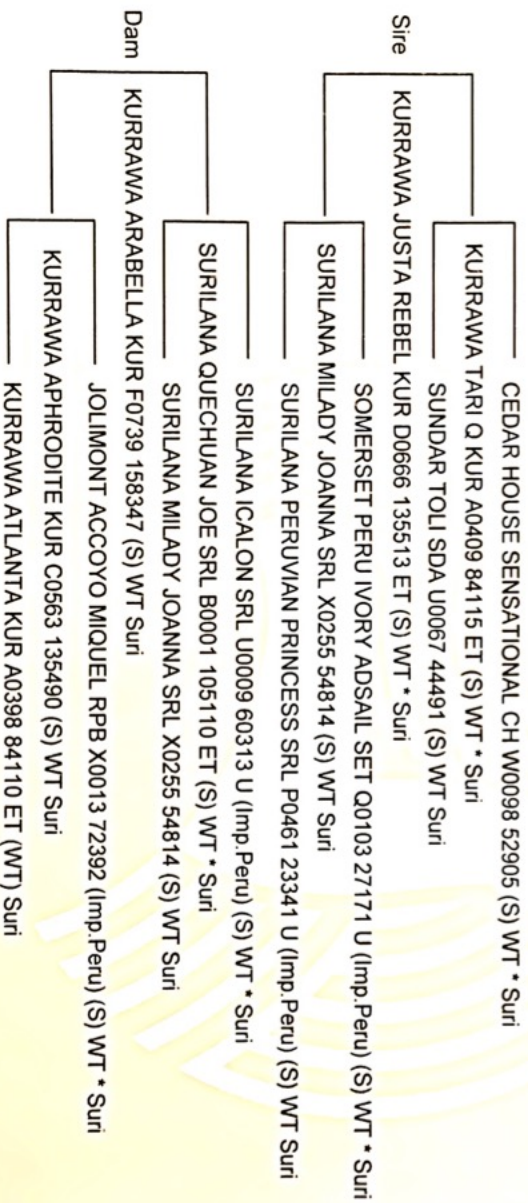 CEDAR HOUSE SENSATIONAL CH W0098 52905 (S) WT * Suri
KURRAWA TARI Q KUR A0409 84115 ET (S) WT * Suri
SUNDAR TOLI SDA U0067 44491 (S) WT Suri
Sire
KURRAWA JUSTA REBEL KUR D0666 135513 ET (S) WT * Suri
SOMERSET PERU IVORY ADSAIL SET Q0103 27171 U (Imp.Peru) (S) WT * Suri
SURILANA MILADY JOANNA SRL X0255 54814 (S) WT Suri
SURILANA PERUVIAN PRINCESS SRL P0461 23341 U (Imp.Peru) (S) WT Suri
SURILANA ICALON SRL U0009 60313 U (Imp.Peru) (S) WT * Suri
SURILANA QUECHUAN JOE SRL B0001 105110 ET (S) WT * Suri
SURILANA MILADY JOANNA SRL X0255 54814 (S) WT Suri
Dam
KURRAWA ARABELLA KUR F0739 158347 (S) WT Suri
JOLIMONT ACCOYO MIQUEL RPB X0013 72392 (Imp.Peru) (S) WT * Suri
KURRAWA APHRODITE KUR C0563 135490 (S) WT Suri
KURRAWA ATLANTA KUR A0398 84110 ET (WT) Suri